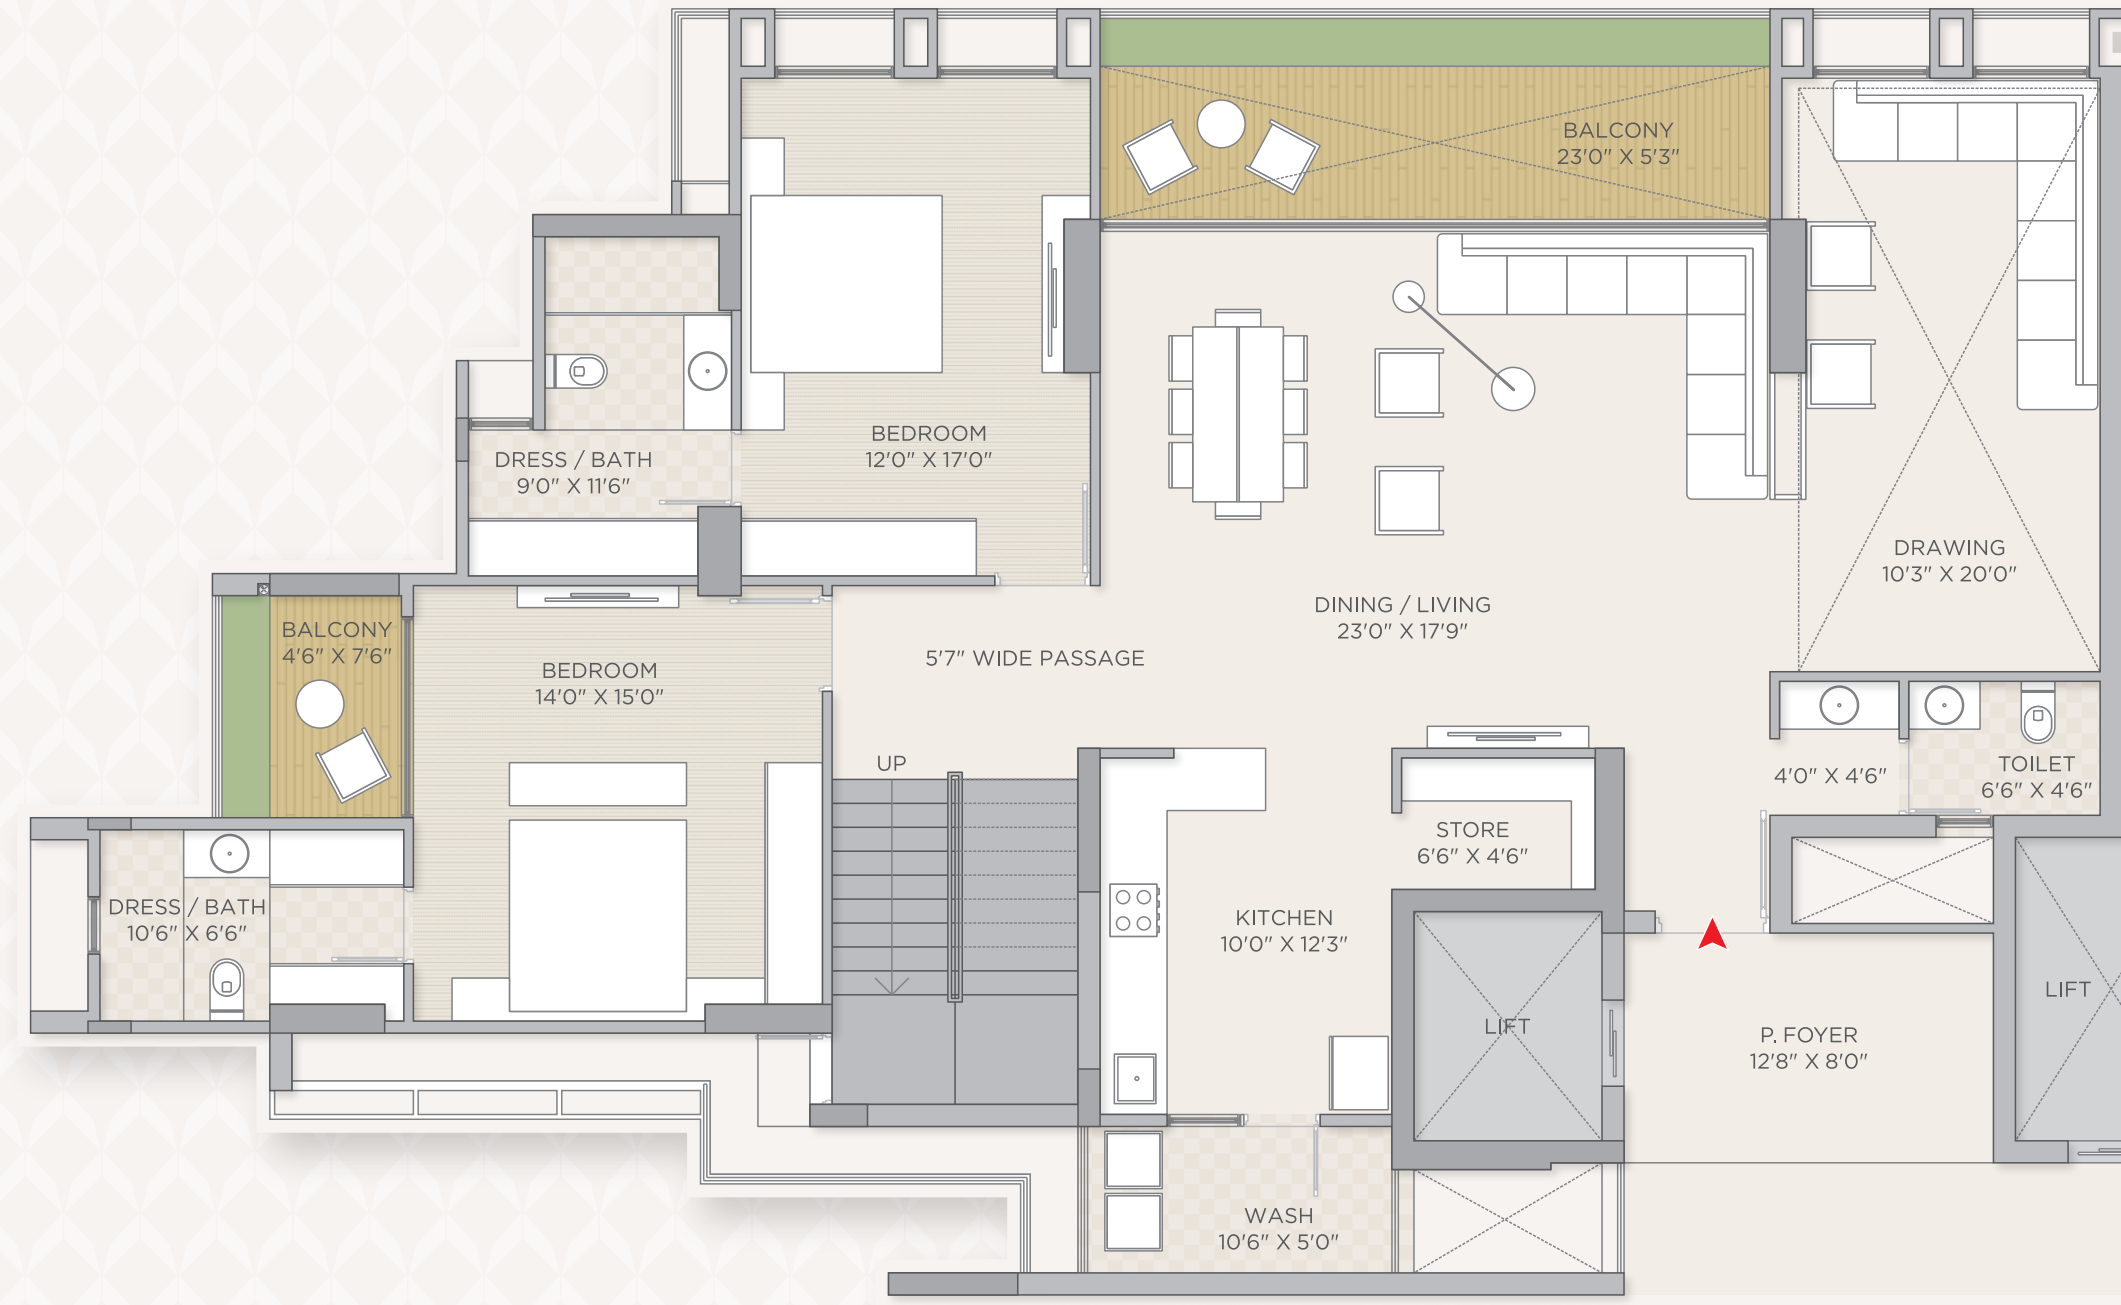 BALCONY
23'0" X 5'3"
BEDROOM
12'0" X 17'0"
DRESS / BATH
9'0" X 11'6"
DRAWING
10'3" X 20'0"
DINING / LIVING
23'0" X 17'9"
BALCONY
4'6" X 7'6"
5'7" WIDE PASSAGE
BEDROOM
14'0" X 15'0"
UP
4'0" X 4'6"
TOILET
6'6" X 4'6"
STORE
6'6" X 4'6"
DRESS / BATH
10'6" X 6'6"
KITCHEN
10'0" X 12'3"
LIFT
LIFT
P. FOYER
12'8" X 8'0"
WASH
10'6" X 5'0"